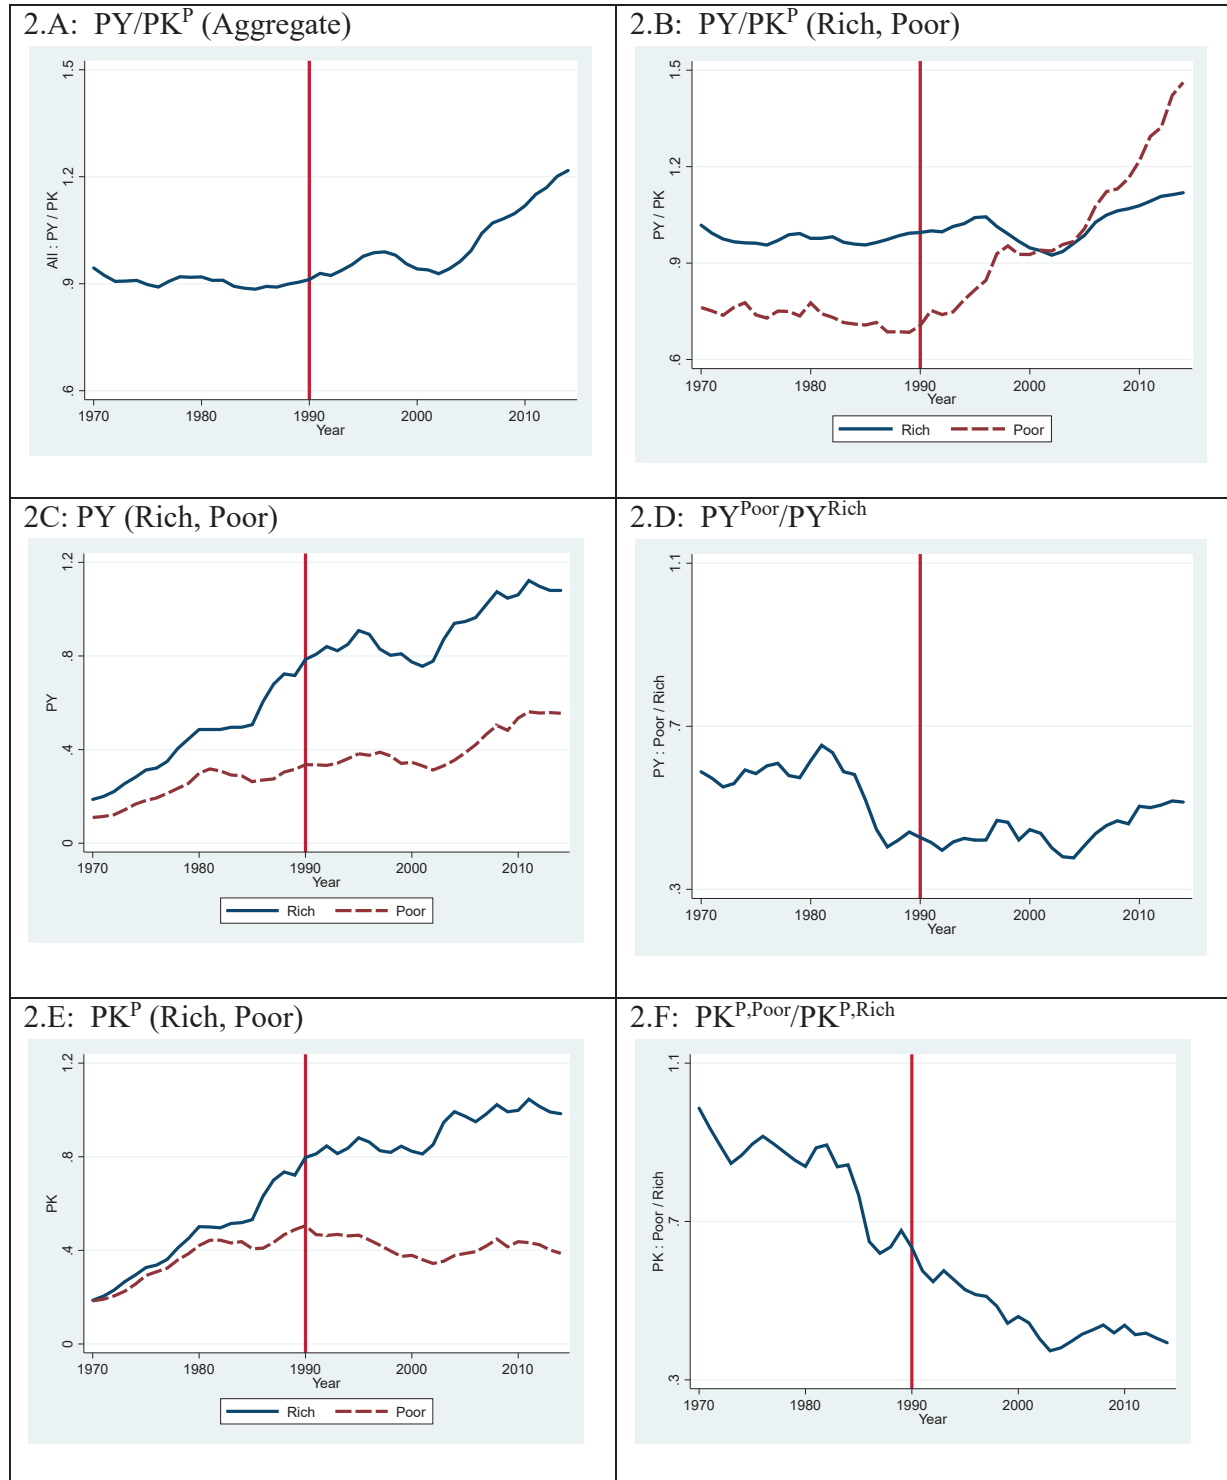 2.A: PY/PK^P (Aggregate)
1.5
1.2
.9
.6
All : PY / PK
1970 1980 1990 2000 2010
Year
2.B: PY/PK^P (Rich, Poor)
1.5
1.2
.9
.6
PY / PK
1970 1980 1990 2000 2010
Year
Rich Poor
2C: PY (Rich, Poor)
1.2
.8
.4
0
PY
1970 1980 1990 2000 2010
Year
Rich Poor
2.D: PY^Poor/PY^Rich
1.1
.7
.3
PY : Poor / Rich
1970 1980 1990 2000 2010
Year
2.E: PK^P (Rich, Poor)
1.2
.8
.4
0
PK
1970 1980 1990 2000 2010
Year
Rich Poor
2.F: PK^P,Poor/PK^P,Rich
1.1
.7
.3
PK : Poor / Rich
1970 1980 1990 2000 2010
Year